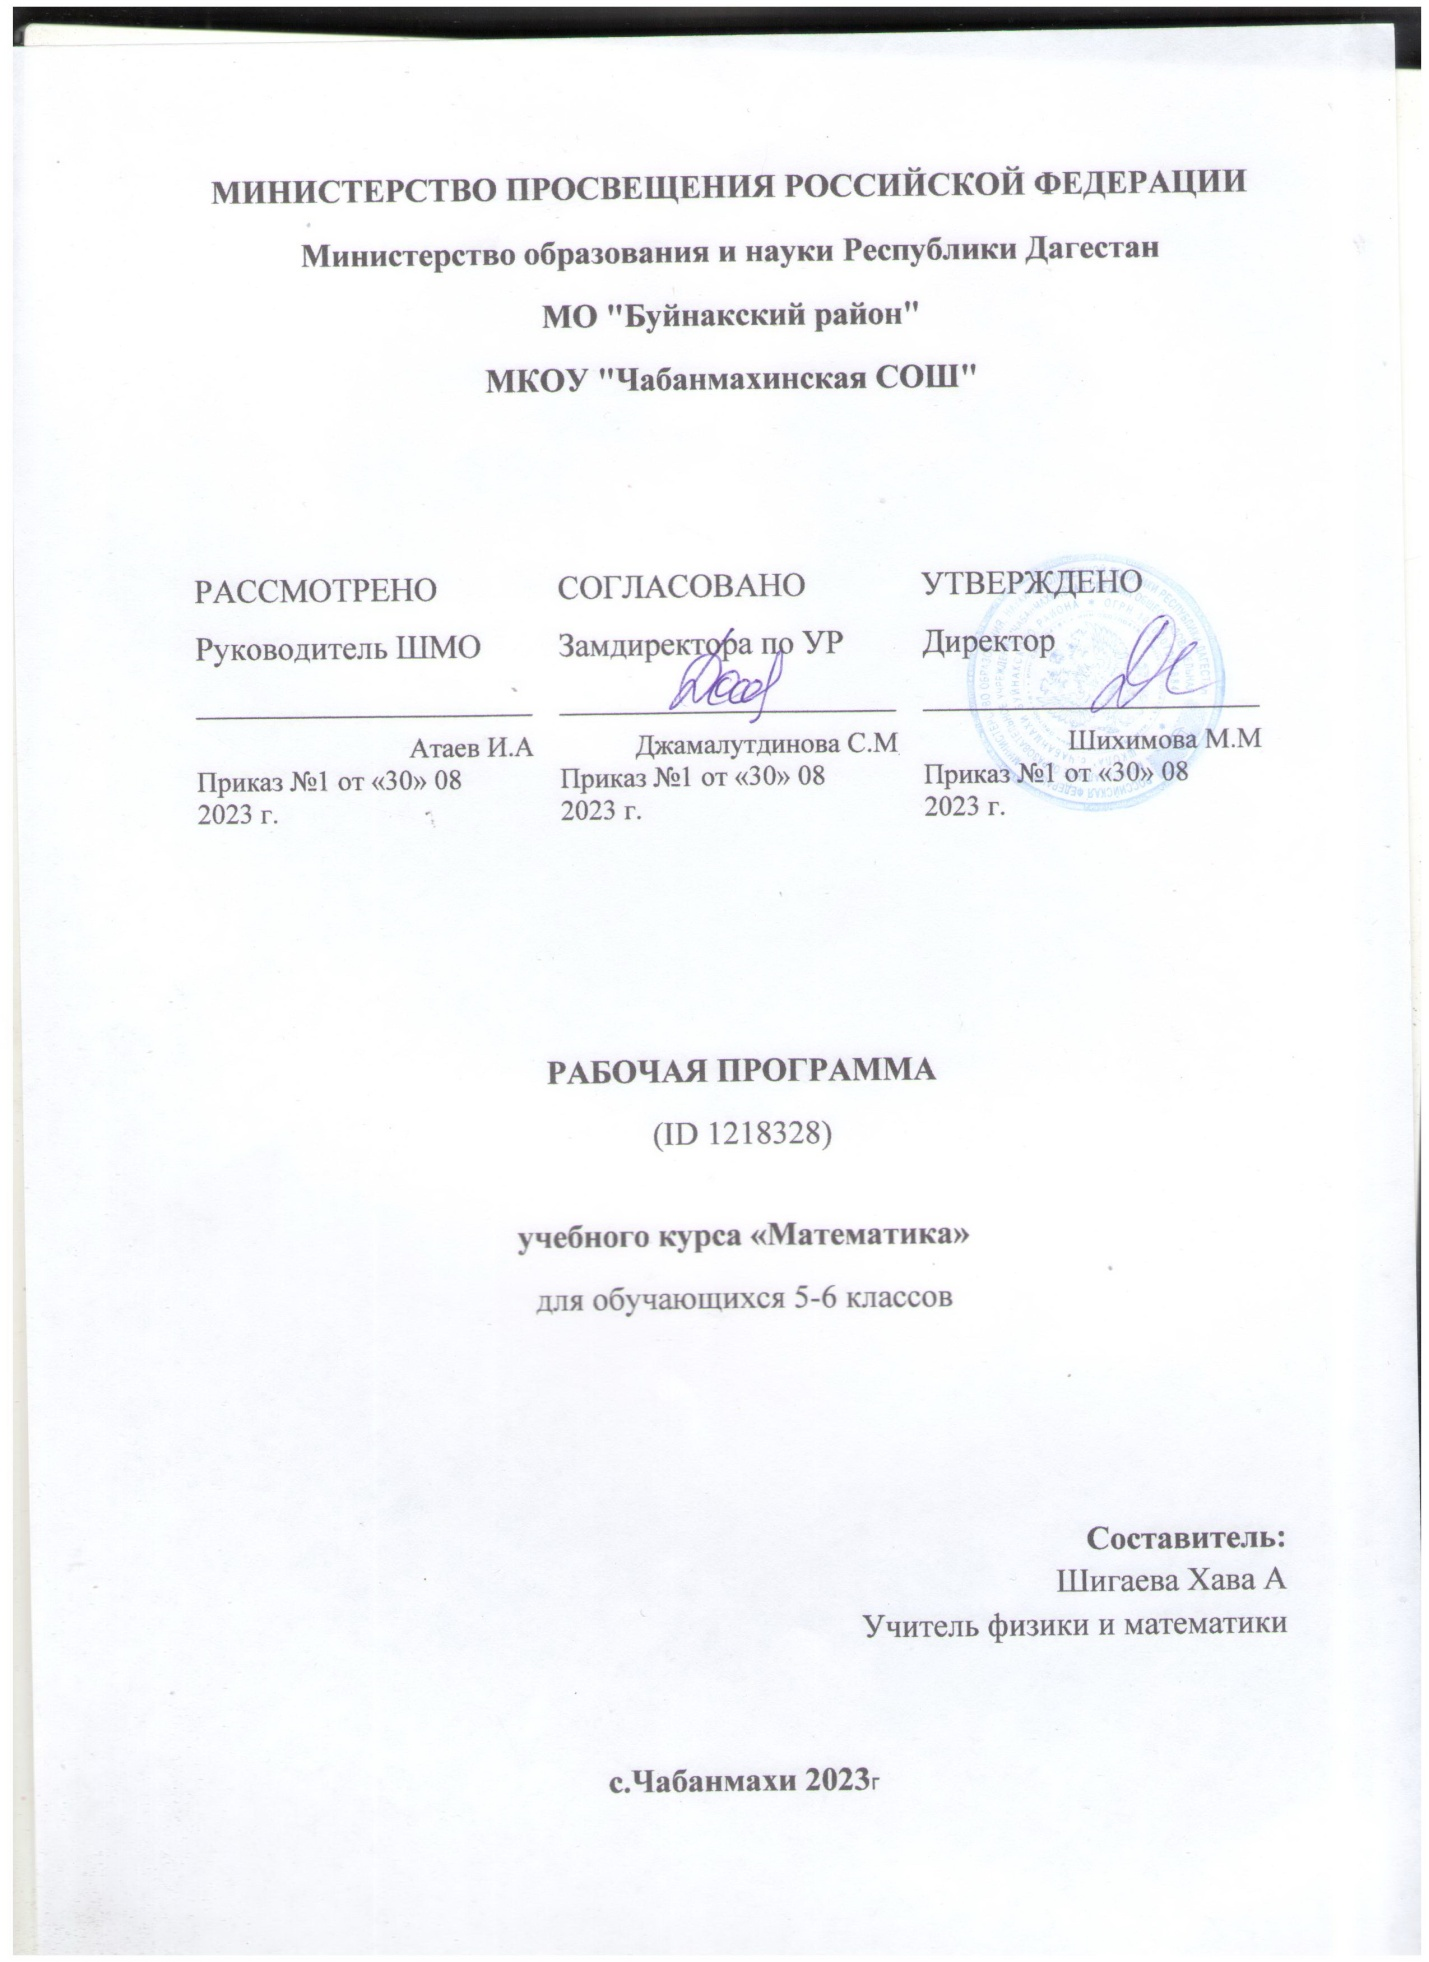 МИНИСТЕРСТВО ПРОСВЕЩЕНИЯ РОССИЙСКОЙ ФЕДЕРАЦИИ
Министерство образования и науки Республики Дагестан
МО "Буйнакский район"
МКОУ "Чабанмахинская СОШ"
РАССМОТРЕНО
Руководитель ШМО
Атаев И.А
Приказ №1 от «30» 08
2023 г.
СОГЛАСОВАНО
Замдиректора по УР
Джамалутдинова С.М
Приказ №1 от «30» 08
2023 г.
УТВЕРЖДЕНО
Директор
Шихимова М.М
Приказ №1 от «30» 08
2023 г.
РАБОЧАЯ ПРОГРАММА
(ID 1218328)
учебного курса «Математика»
для обучающихся 5-6 классов
Составитель:
Шигаева Хава А
Учитель физики и математики
с.Чабанмахи 2023г